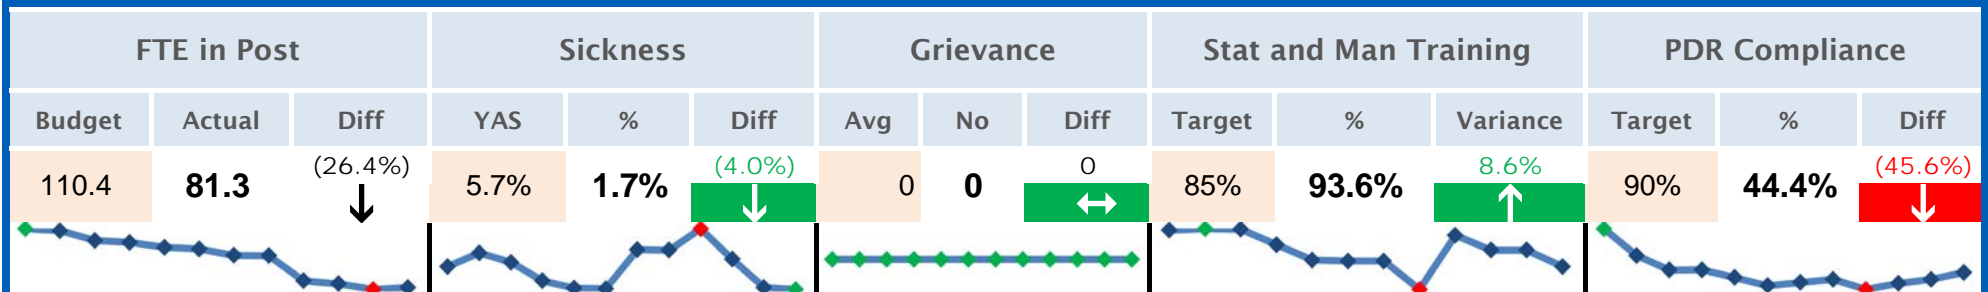 FTE in Post Sickness Grievance Stat and Man Training PDR Compliance
Budget Actual Diff YAS % Diff Avg No Diff Target % Variance Target % Diff
110.4 81.3 (26.4%) 5.7% 1.7% (4.0%) 0 0 0 85% 93.6% 8.6% 90% 44.4% (45.6%)